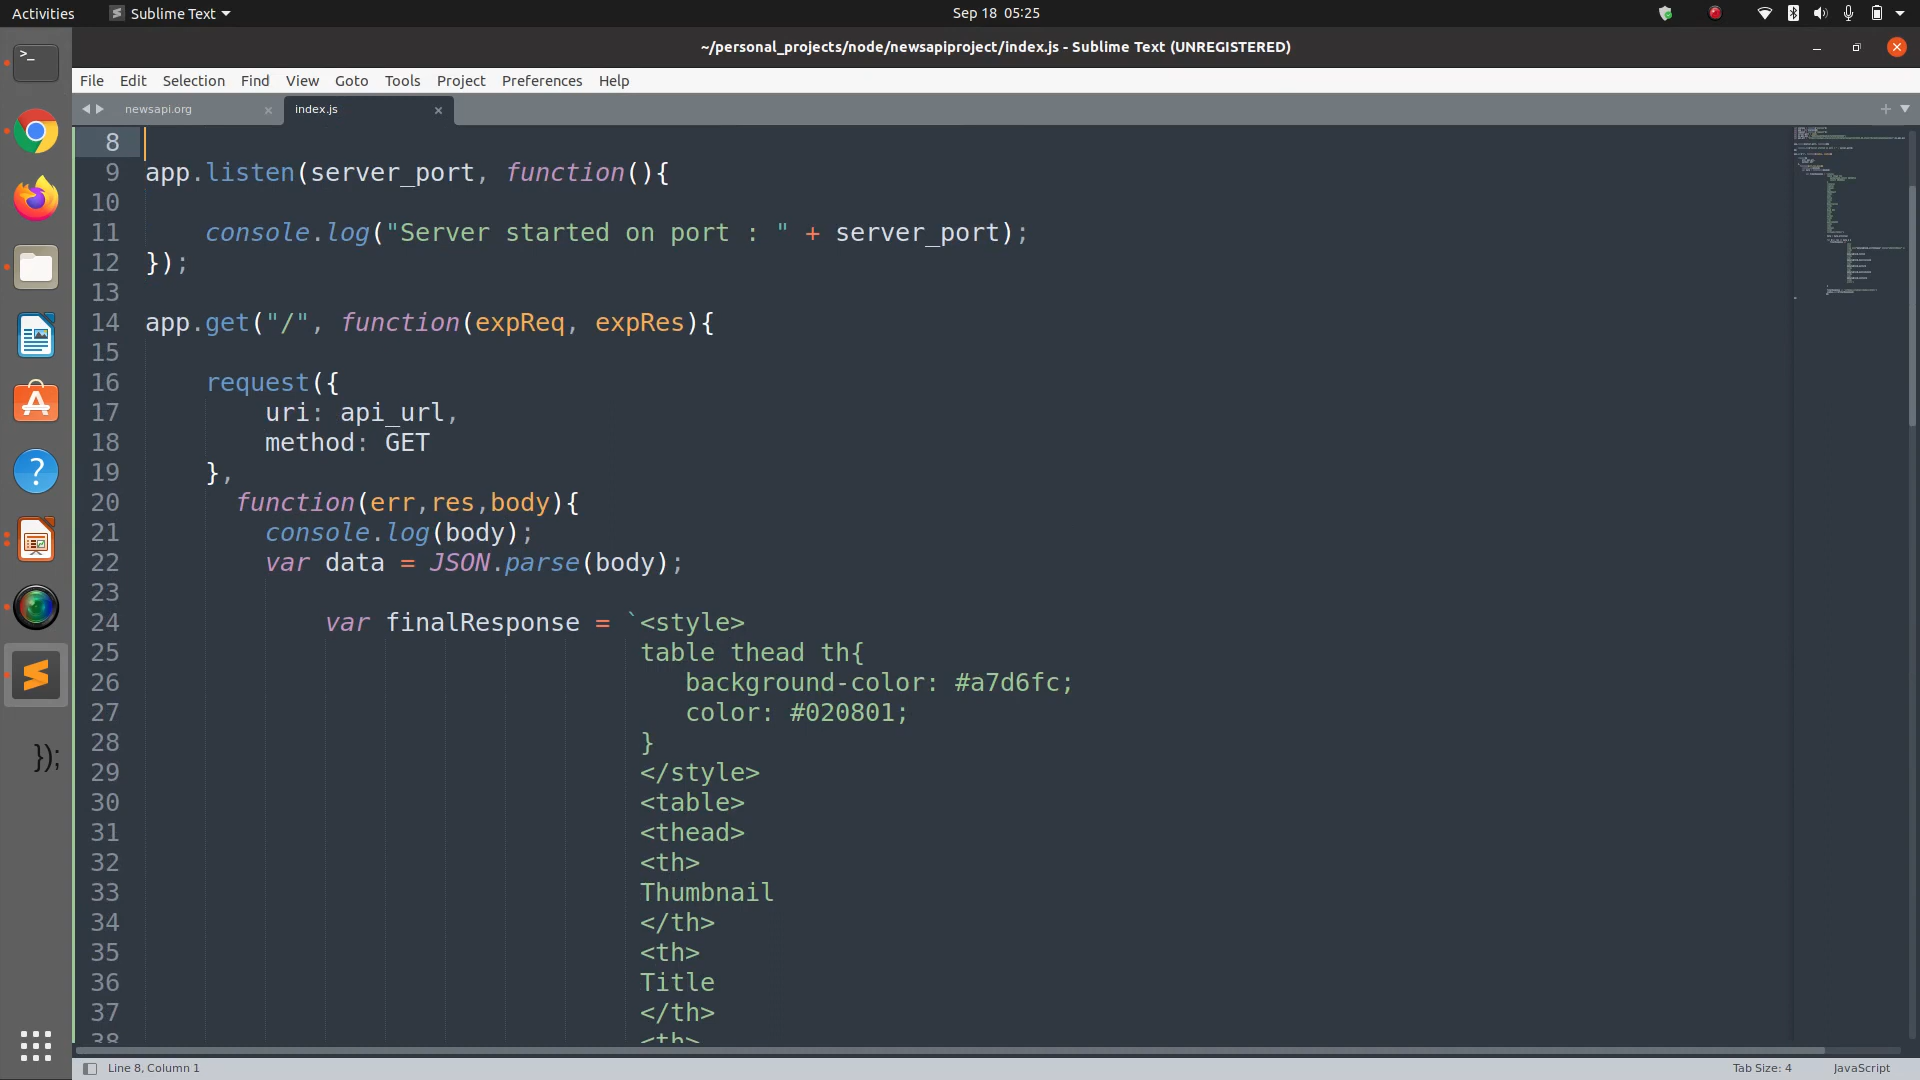 Activities Sublime Text Sep 18 05:25
~/personal_projects/node/newsapiproject/index.js - Sublime Text (UNREGISTERED)
File Edit Selection Find View Goto Tools Project Preferences Help
newsapi.org index.js
8
9 app.listen(server_port, function(){
10
11 console.log("Server started on port : " + server_port);
12 });
13
14 app.get("/", function(expReq, expRes){
15
16 request({
17 uri: api_url,
18 method: GET
19 },
20 function(err,res,body){
21 console.log(body);
22 var data = JSON.parse(body);
23
24 var finalResponse = `<style>
25 table thead th{
26 background-color: #a7d6fc;
27 color: #020801;
28 }
29 </style>
30 <table>
31 <thead>
32 <th>
33 Thumbnail
34 </th>
35 <th>
36 Title
37 </th>
38 <th>
});
Line 8, Column 1 Tab Size: 4 JavaScript